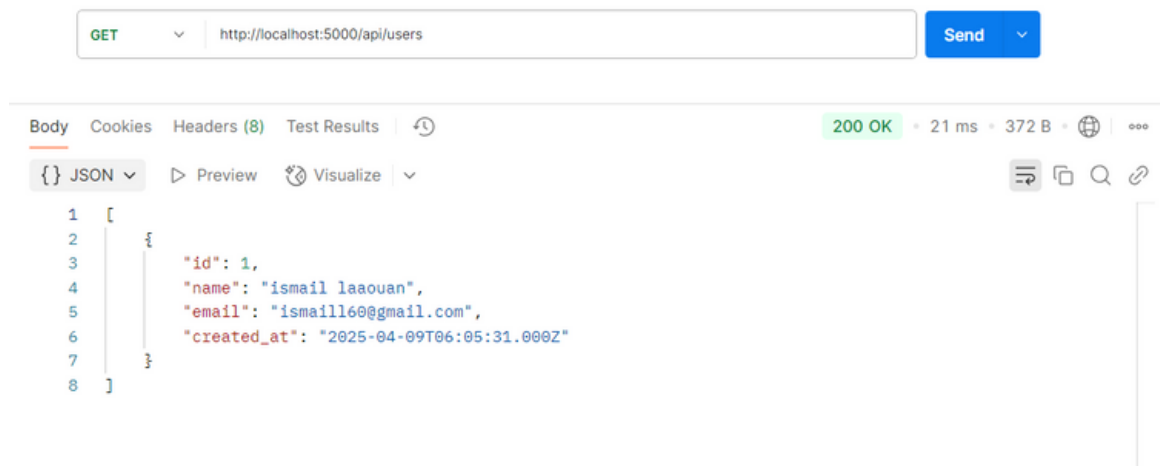 GET http://localhost:5000/api/users Send
Body Cookies Headers (8) Test Results 200 OK • 21 ms • 372 B •
{} JSON Preview Visualize
1 [
2 {
3 "id": 1,
4 "name": "ismail laaouan",
5 "email": "ismaill60@gmail.com",
6 "created_at": "2025-04-09T06:05:31.000Z"
7 }
8 ]